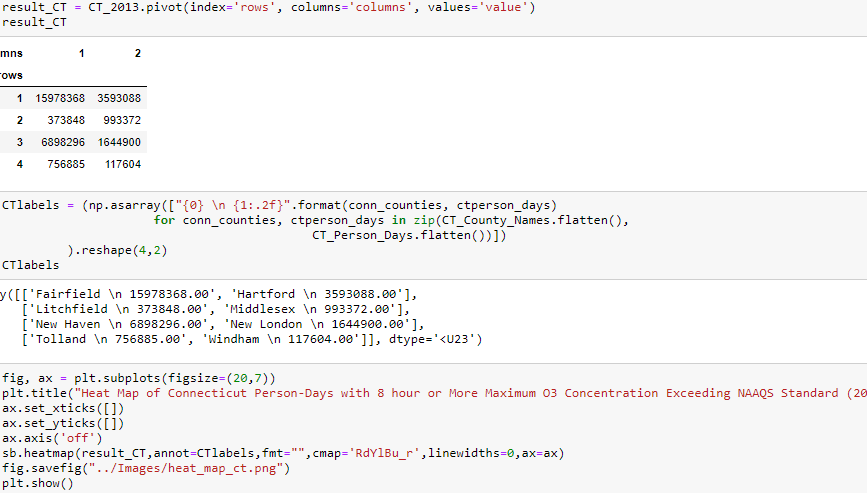 result_CT = CT_2013.pivot(index='rows', columns='columns', values='value')
result_CT
mns 1 2
rows
1 15978368 3593088
2 373848 993372
3 6898296 1644900
4 756885 117604
CTlabels = (np.asarray(["{0} \n {1:.2f}".format(conn_counties, ctperson_days)
for conn_counties, ctperson_days in zip(CT_County_Names.flatten(),
CT_Person_Days.flatten())])
).reshape(4,2)
CTlabels
y([['Fairfield \n 15978368.00', 'Hartford \n 3593088.00'],
['Litchfield \n 373848.00', 'Middlesex \n 993372.00'],
['New Haven \n 6898296.00', 'New London \n 1644900.00'],
['Tolland \n 756885.00', 'Windham \n 117604.00']], dtype='<U23')
fig, ax = plt.subplots(figsize=(20,7))
plt.title("Heat Map of Connecticut Person-Days with 8 hour or More Maximum O3 Concentration Exceeding NAAQS Standard (20
ax.set_xticks([])
ax.set_yticks([])
ax.axis('off')
sb.heatmap(result_CT,annot=CTlabels,fmt="",cmap='RdYlBu_r',linewidths=0,ax=ax)
fig.savefig("../Images/heat_map_ct.png")
plt.show()